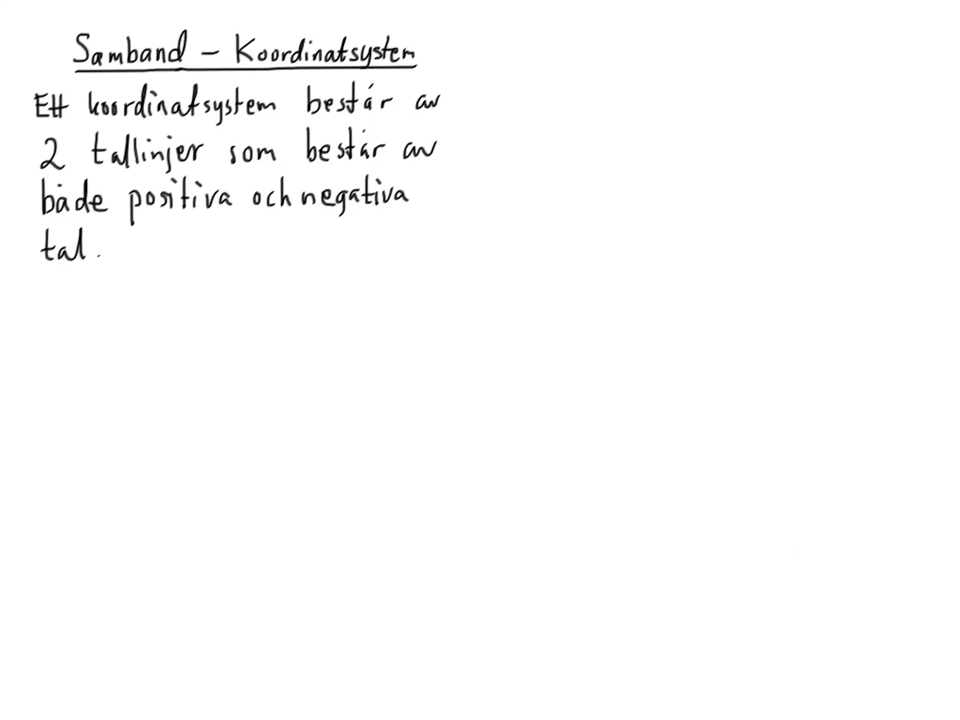 Samband - Koordinatsystem
Ett koordinatsystem består av
2 tallinjer som består av
både positiva och negativa
tal.